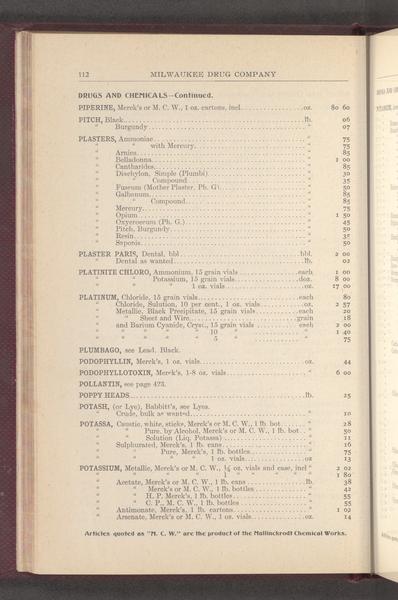 112 MILWAUKEE DRUG COMPANY
DRUGS AND CHEMICALS—Continued.
PIPERINE, Merck's or M. C. W., 1 oz. cartons, incl. oz. 80 60
PITCH, Black lb. 06
" Burgundy " 07
PLASTERS, Ammoniac " 75
" " with Mercury " 75
" Arnica " 85
" Belladonna " 1 00
" Cantharides " 85
" Diachylon, Simple (Plumbi) " 30
" " Compound " 35
" Fuseum (Mother Plaster, Ph. G) " 50
" Galbanum " 85
" " Compound " 85
" Mercury " 75
" Opium " 1 50
" Oxycroceum (Ph. G.) " 45
" Pitch, Burgundy " 50
" Resin " 35
" Saponis " 50
PLASTER PARIS, Dental, bbl. bbl. 2 00
" Dental as wanted lb. 02
PLATINITE CHLORO, Ammonium, 15 grain vials each 1 00
" " Potassium, 15 grain vials doz. 8 00
" " " 1 oz. vials oz. 17 00
PLATINUM, Chloride, 15 grain vials each 80
" Chloride, Solution, 10 per cent., 1 oz. vials oz. 2 57
" Metallic, Black Precipitate, 15 grain vials each 20
" " Sheet and Wire grain 18
" and Barium Cyanide, Cryst., 15 grain vials each 2 00
" " " " 10 " " 1 40
" " " " 5 " " 75
PLUMBAGO, see Lead, Black.
PODOPHYLLIN, Merck's, 1 oz. vials oz. 44
PODOPHYLLOTOXIN, Merck's, 1-8 oz. vials " 6 00
POLLANTIN, see page 423.
POPPY HEADS lb. 25
POTASH, (or Lye), Babbitt's, see Lyes.
" Crude, bulk as wanted " 10
POTASSA, Caustic, white, sticks, Merck's or M. C. W., 1 lb. bot " 28
" " Pure, by Alcohol, Merck's or M. C. W., 1 lb. bot " 50
" " Solution (Liq. Potassa) " 11
" Sulphurated, Merck's, 1 lb. cans " 16
" " Pure, Merck's, 1 lb. bottles " 75
" " " " 1 oz. vials oz 13
POTASSIUM, Metallic, Merck's or M. C. W., 1/8 oz. vials and case, incl " 2 02
" " " " 1 " " " " 1 80
" Acetate, Merck's or M. C. W., 1 lb. cans lb. 38
" " Merck's or M. C. W., 1 lb. bottles " 42
" " H. P. Merck's, 1 lb. bottles " 55
" " C. P., M. C. W., 1 lb. bottles " 55
" Antimonate, Merck's, 1 lb. cartons " 1 02
" Arsenate, Merck's or M. C. W., 1 oz. vials oz. 14
Articles quoted as "M. C. W." are the product of the Mallinckrodt Chemical Works.